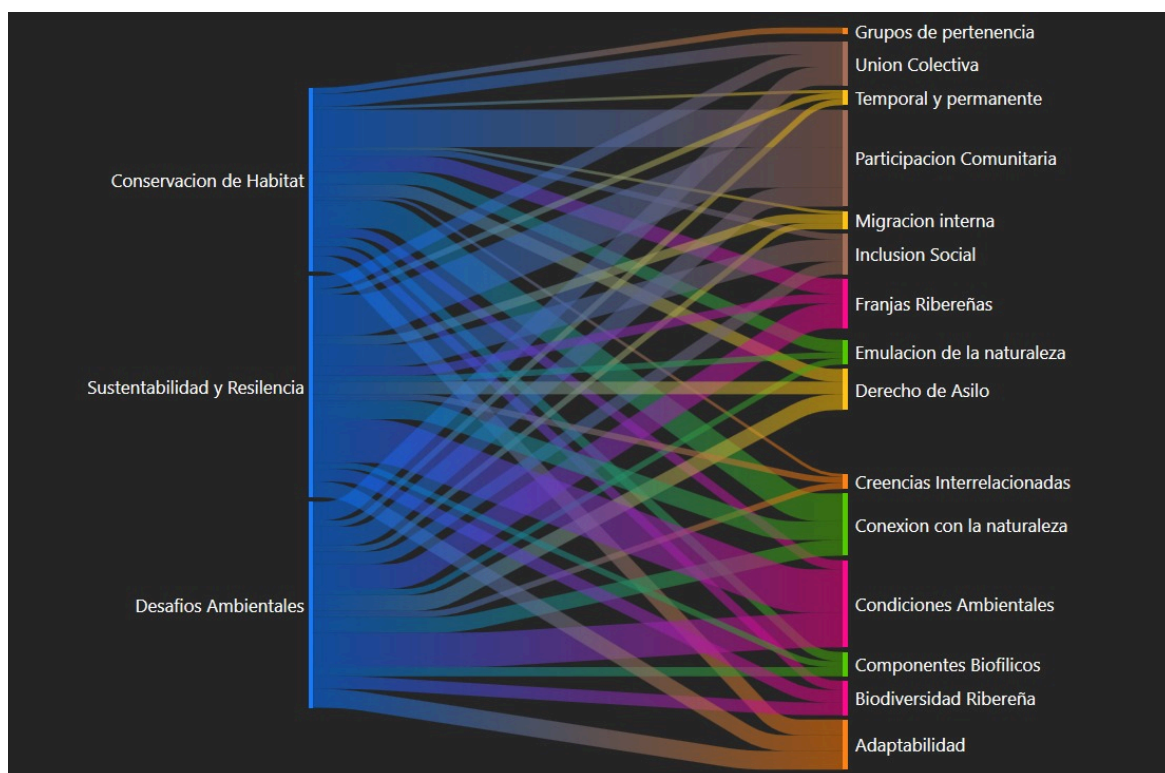 Conservacion de Habitat
Sustentabilidad y Resilencia
Desafios Ambientales
Grupos de pertenencia
Union Colectiva
Temporal y permanente
Participacion Comunitaria
Migracion interna
Inclusion Social
Franjas Ribereñas
Emulacion de la naturaleza
Derecho de Asilo
Creencias Interrelacionadas
Conexion con la naturaleza
Condiciones Ambientales
Componentes Biofilicos
Biodiversidad Ribereña
Adaptabilidad